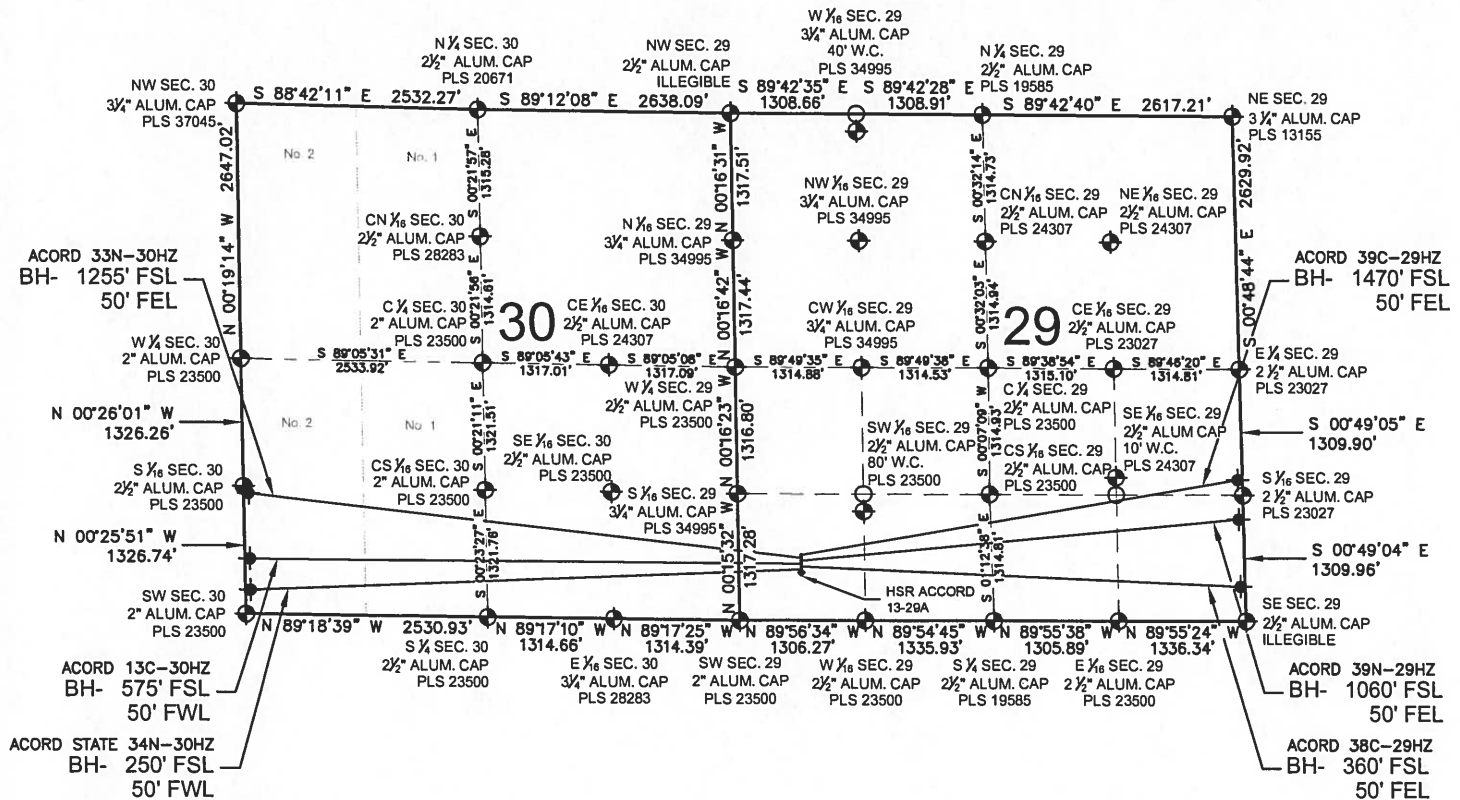 W 1/16 SEC. 29
3¼" ALUM. CAP
40' W.C.
PLS 34995
N ¼ SEC. 30
2½" ALUM. CAP
PLS 20671
NW SEC. 29
2½" ALUM. CAP
ILLEGIBLE
N ¼ SEC. 29
2½" ALUM. CAP
PLS 19585
NW SEC. 30
3¼" ALUM. CAP
PLS 37045
S 88°42'11" E 2532.27'
S 89°12'08" E 2638.09'
S 89°42'35" E
1308.66'
S 89°42'28" E
1308.91'
S 89°42'40" E 2617.21'
NE SEC. 29
3 ¼" ALUM. CAP
PLS 13155
N 00°19'14" W 2647.02'
No. 2
No. 1
S 00°21'57" E
1315.28'
N 00°16'31" W
1317.51'
S 00°32'14" E
1314.73'
S 00°48'44" E 2629.92'
NW 1/16 SEC. 29
3¼" ALUM. CAP
PLS 34995
CN 1/16 SEC. 29
2½" ALUM. CAP
PLS 24307
NE 1/16 SEC. 29
2½" ALUM. CAP
PLS 24307
CN 1/16 SEC. 30
2½" ALUM. CAP
PLS 28283
N 1/16 SEC. 29
3¼" ALUM. CAP
PLS 34995
ACORD 33N-30HZ
BH- 1255' FSL
50' FEL
ACORD 39C-29HZ
BH- 1470' FSL
50' FEL
S 00°21'56" E
1314.61'
N 00°16'42" W
1317.44'
S 00°32'03" E
1314.94'
C ¼ SEC. 30
2" ALUM. CAP
PLS 23500
30
CE 1/16 SEC. 30
2½" ALUM. CAP
PLS 24307
CW 1/16 SEC. 29
3¼" ALUM. CAP
PLS 34995
29
CE 1/16 SEC. 29
2½" ALUM. CAP
PLS 23027
W ¼ SEC. 30
2" ALUM. CAP
PLS 23500
S 89°05'31" E
2533.92'
S 89°05'43" E
1317.01'
S 89°05'06" E
1317.09'
S 89°49'35" E
1314.88'
S 89°49'38" E
1314.53'
S 89°38'54" E
1315.10'
S 89°46'20" E
1314.81'
E ¼ SEC. 29
2 ½" ALUM. CAP
PLS 23027
W ¼ SEC. 29
2½" ALUM. CAP
PLS 23500
C ¼ SEC. 29
2½" ALUM. CAP
PLS 23500
N 00°26'01" W
1326.26'
No. 2
No 1
S 00°21'11" E
1321.51'
N 00°16'23" W
1316.80'
S 00°07'09" W
1314.93'
S 00°49'05" E
1309.90'
SE 1/16 SEC. 30
2½" ALUM. CAP
PLS 23500
SW 1/16 SEC. 29
2½" ALUM. CAP
80' W.C.
PLS 23500
SE 1/16 SEC. 29
2½" ALUM CAP
10' W.C.
PLS 24307
S 1/16 SEC. 30
2½" ALUM. CAP
PLS 23500
CS 1/16 SEC. 30
2" ALUM. CAP
PLS 23500
S 1/16 SEC. 29
3¼" ALUM. CAP
PLS 34995
CS 1/16 SEC. 29
2½" ALUM. CAP
PLS 23500
S 1/16 SEC. 29
2 ½" ALUM. CAP
PLS 23027
N 00°25'51" W
1326.74'
S 00°23'27" E
1321.76'
N 00°15'32" W
1317.28'
S 01°12'38" E
1314.81'
S 00°49'04" E
1309.96'
HSR ACCORD
13-29A
SW SEC. 30
2" ALUM. CAP
PLS 23500
N 89°18'39" W 2530.93'
N 89°17'10" W
1314.66'
N 89°17'25" W
1314.39'
N 89°56'34" W
1306.27'
N 89°54'45" W
1335.93'
N 89°55'38" W
1305.89'
N 89°55'24" W
1336.34'
SE SEC. 29
2½" ALUM. CAP
ILLEGIBLE
S ¼ SEC. 30
2½" ALUM. CAP
PLS 23500
E 1/16 SEC. 30
3¼" ALUM. CAP
PLS 28283
SW SEC. 29
2" ALUM. CAP
PLS 23500
W 1/16 SEC. 29
2½" ALUM. CAP
PLS 23500
S ¼ SEC. 29
2½" ALUM. CAP
PLS 19585
E 1/16 SEC. 29
2 ½" ALUM. CAP
PLS 23500
ACORD 13C-30HZ
BH- 575' FSL
50' FWL
ACORD 39N-29HZ
BH- 1060' FSL
50' FEL
ACORD STATE 34N-30HZ
BH- 250' FSL
50' FWL
ACORD 38C-29HZ
BH- 360' FSL
50' FEL